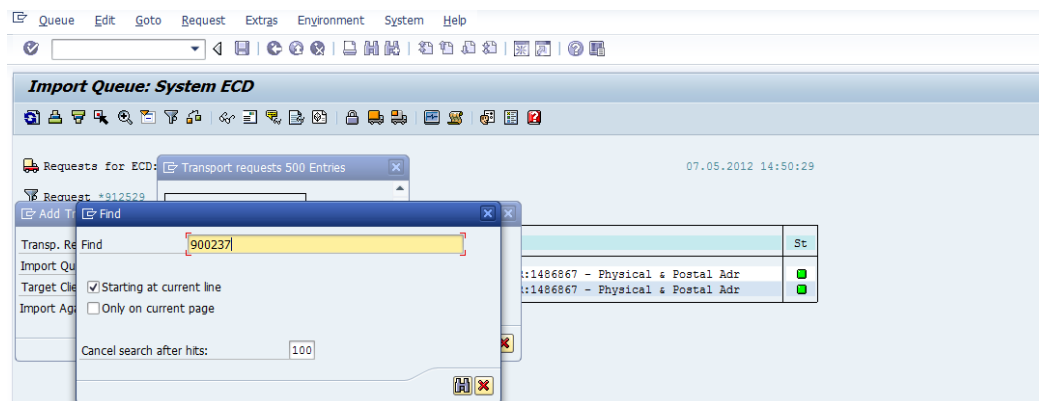 Queue Edit Goto Request Extras Environment System Help
Import Queue: System ECD
Requests for ECD: Transport requests 500 Entries 07.05.2012 14:50:29
Request *912529
Add Tr Find
Transp. Re Find 900237 St
Import Qu :1486867 - Physical & Postal Adr
Target Clie Starting at current line :1486867 - Physical & Postal Adr
Import Aga Only on current page
Cancel search after hits: 100